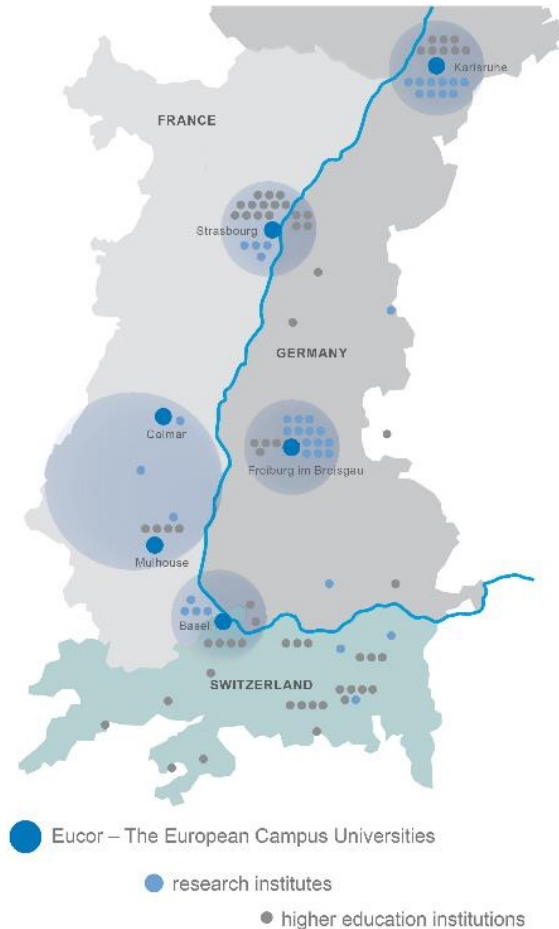 Karlsruhe
FRANCE
Strasbourg
GERMANY
Colmar
Freiburg im Breisgau
Mulhouse
Basel
SWITZERLAND
Eucor – The European Campus Universities
research institutes
higher education institutions